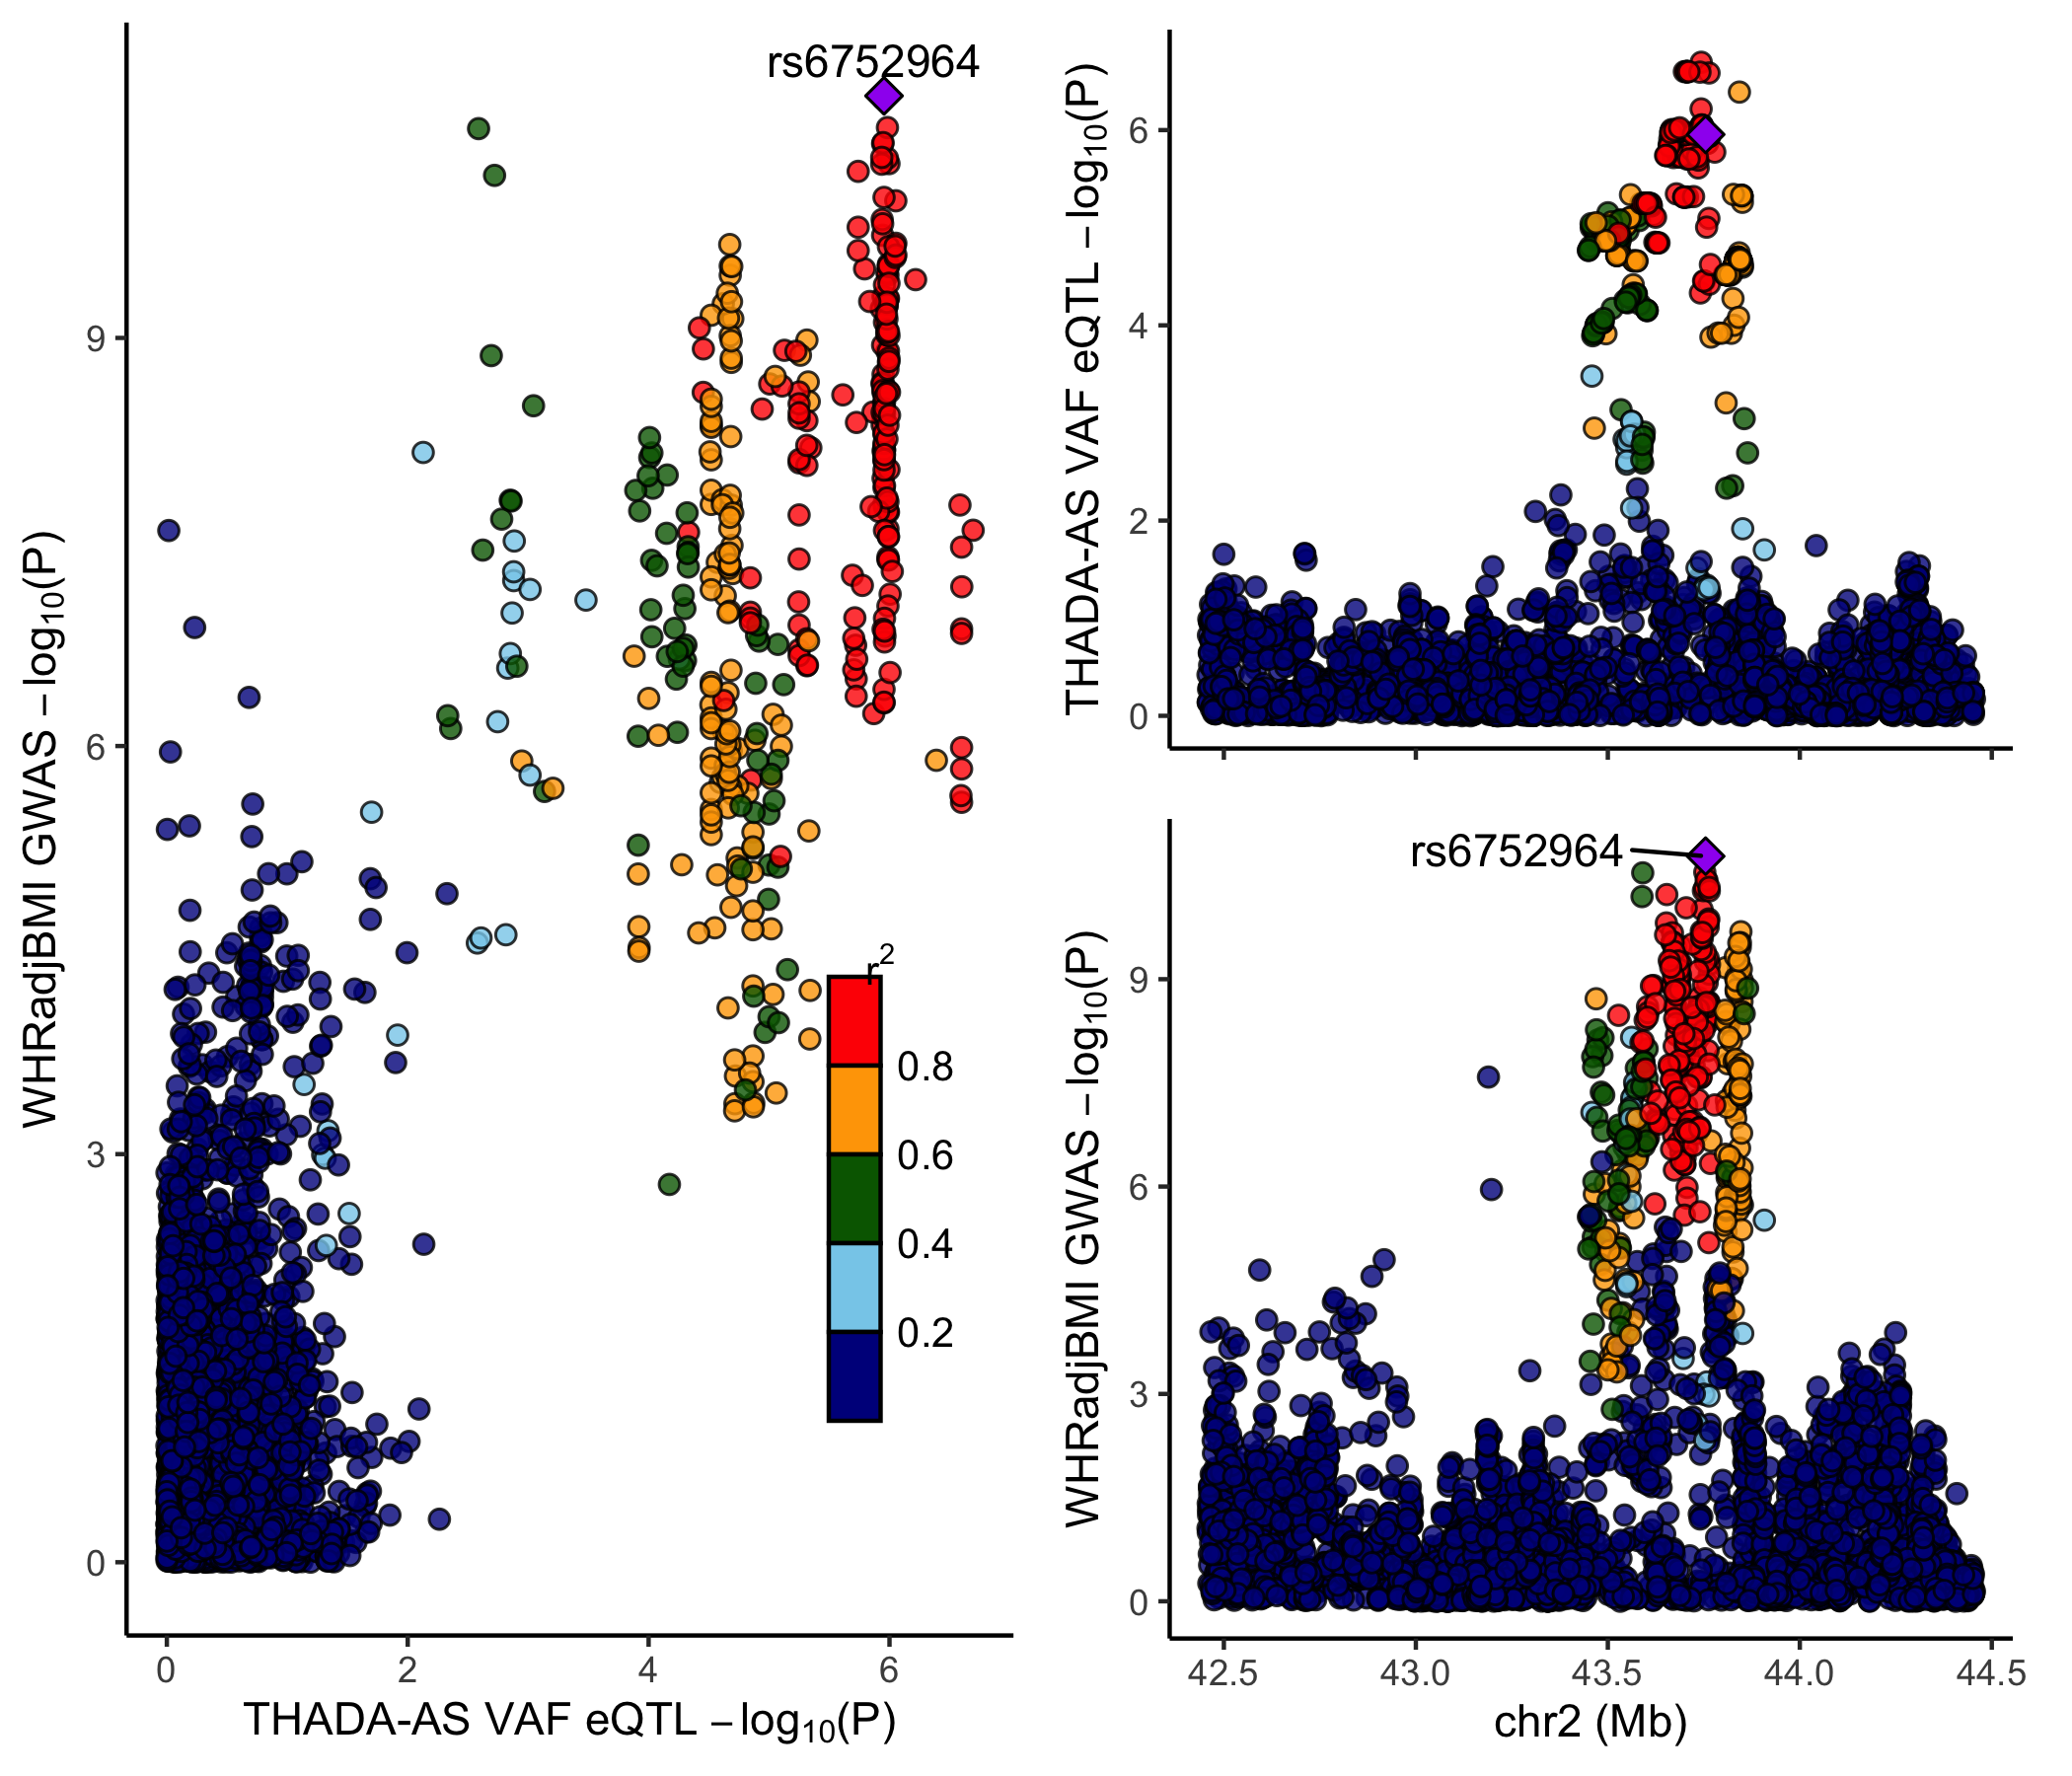 rs6752964
WHRadjBMI GWAS −log10(P)
9
6
3
0
0 2 4 6
THADA-AS VAF eQTL −log10(P)
r2
0.8
0.6
0.4
0.2
THADA-AS VAF eQTL −log10(P)
6
4
2
0
rs6752964
WHRadjBMI GWAS −log10(P)
9
6
3
0
42.5 43.0 43.5 44.0 44.5
chr2 (Mb)